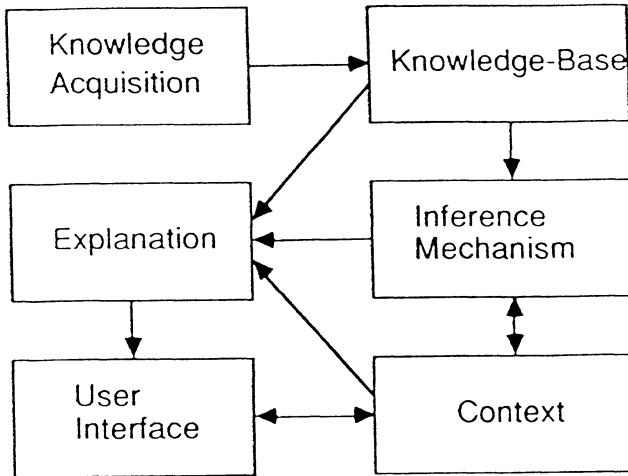 Knowledge
Acquisition
Knowledge-Base
Explanation
Inference
Mechanism
User
Interface
Context